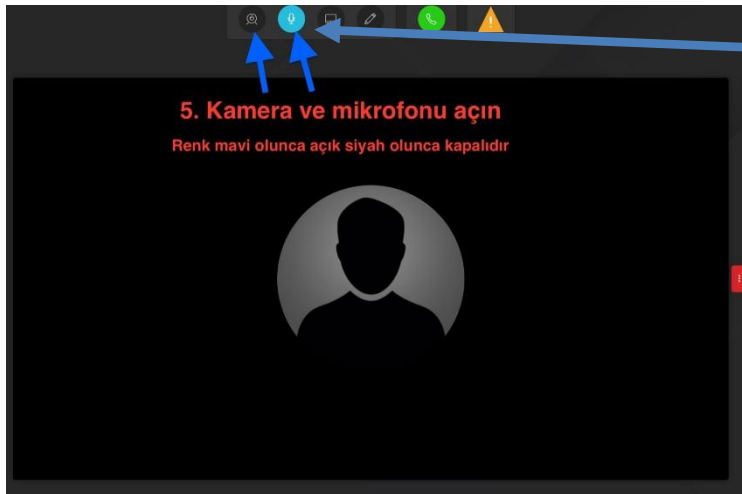 5. Kamera ve mikrofonu açın
Renk mavi olunca açık siyah olunca kapalıdır